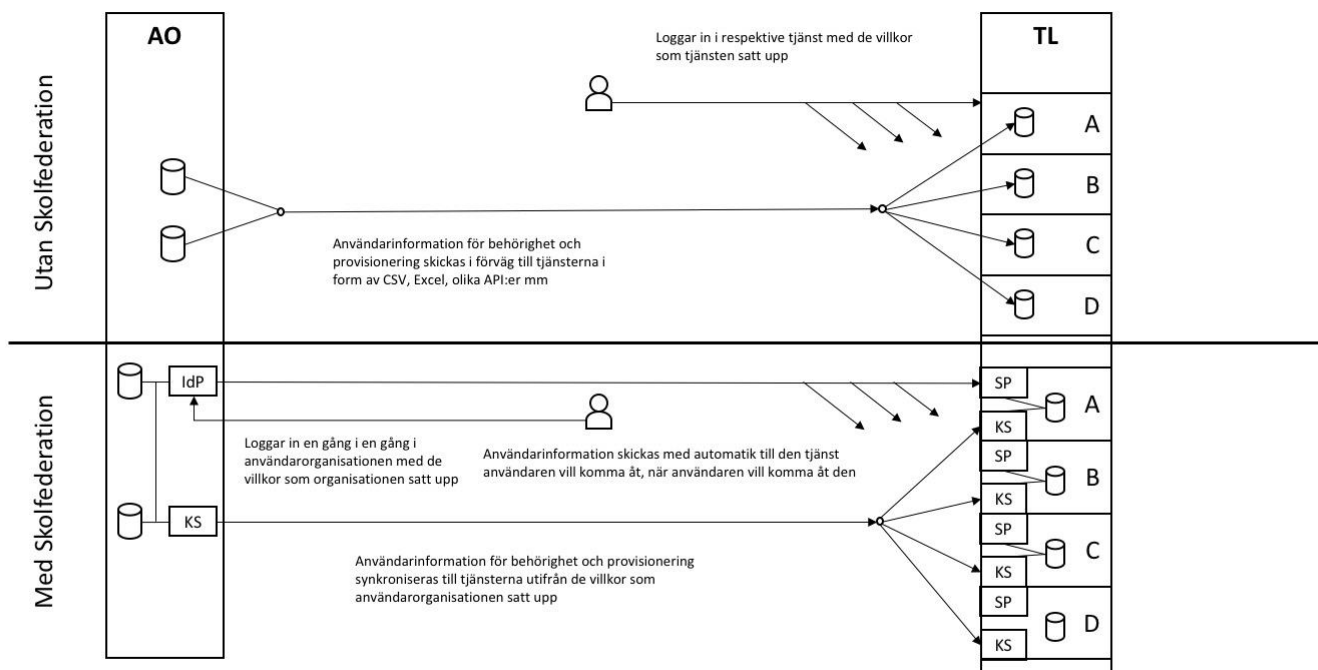 AO
TL
Utan Skolfederation
Loggar in i respektive tjänst med de villkor
som tjänsten satt upp
A
B
C
D
Användarinformation för behörighet och
provisionering skickas i förväg till tjänsterna i
form av CSV, Excel, olika API:er mm
Med Skolfederation
IdP
KS
Loggar in en gång i en gång i
användarorganisationen med de
villkor som organisationen satt upp
Användarinformation skickas med automatik till den tjänst
användaren vill komma åt, när användaren vill komma åt den
Användarinformation för behörighet och provisionering
synkroniseras till tjänsterna utifrån de villkor som
användarorganisationen satt upp
SP
A
KS
SP
B
KS
SP
C
KS
SP
D
KS